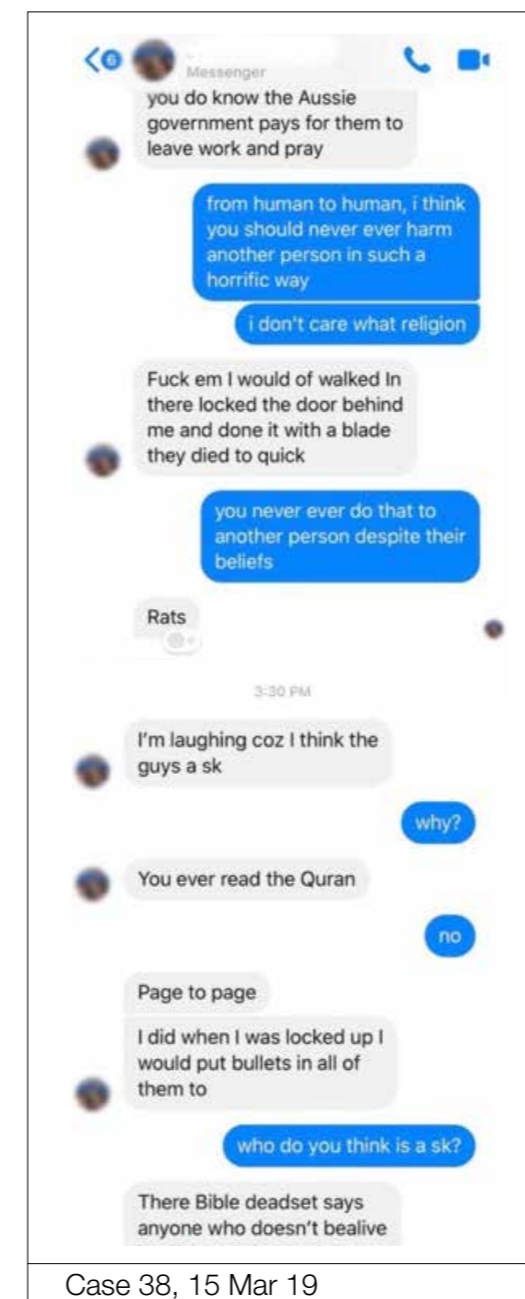 6
Messenger
you do know the Aussie
government pays for them to
leave work and pray
from human to human, i think
you should never ever harm
another person in such a
horrific way
i don't care what religion
Fuck em I would of walked In
there locked the door behind
me and done it with a blade
they died to quick
you never ever do that to
another person despite their
beliefs
Rats
3:30 PM
I'm laughing coz I think the
guys a sk
why?
You ever read the Quran
no
Page to page
I did when I was locked up I
would put bullets in all of
them to
who do you think is a sk?
There Bible deadset says
anyone who doesn't bealive
Case 38, 15 Mar 19